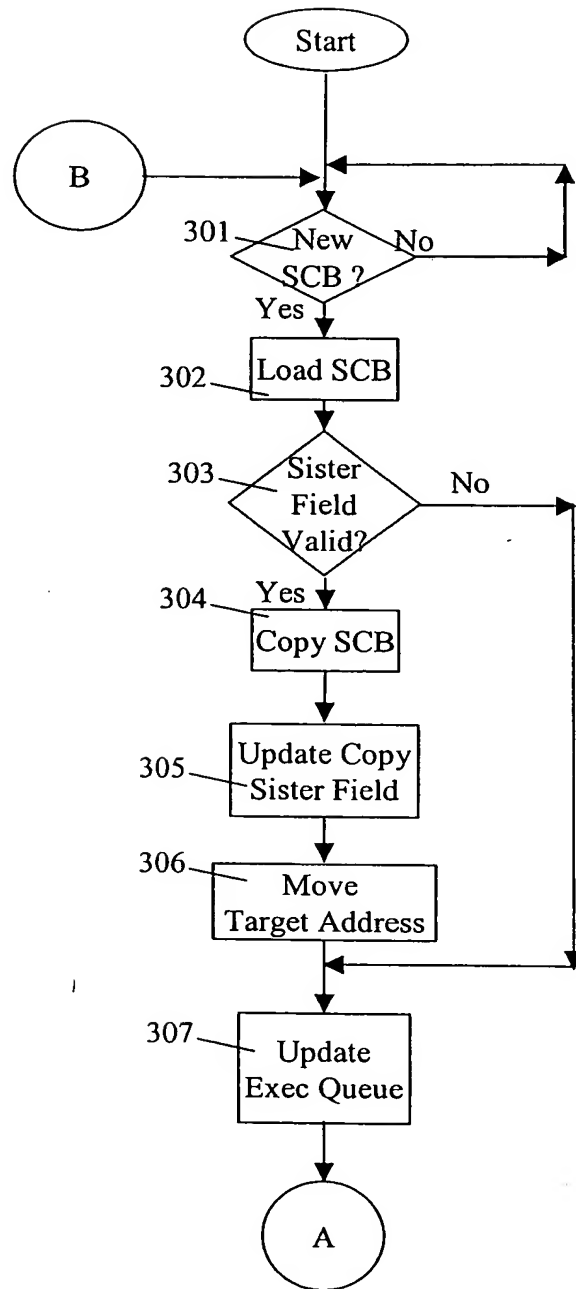 Start
B
301
New
SCB ?
No
Yes
Load SCB
302
303
Sister
Field
Valid?
No
Yes
304
Copy SCB
Update Copy
Sister Field
305
306
Move
Target Address
307
Update
Exec Queue
A